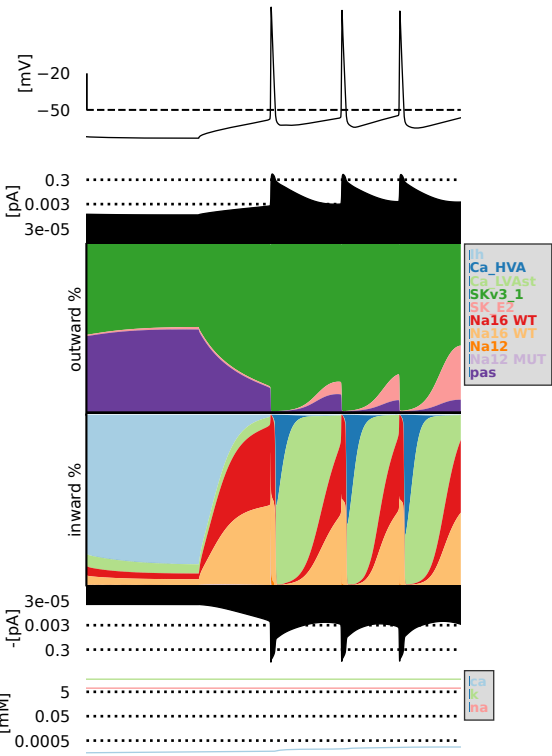 [mV]
−20
−50
[pA]
0.3
0.003
3e-05
outward %
Ih
Ca_HVA
Ca_LVAst
SKv3_1
SK_E2
Na16 WT
Na16 WT
Na12
Na12 MUT
pas
inward %
3e-05
0.003
0.3
-[pA]
ca
k
na
5
0.05
0.0005
[mM]